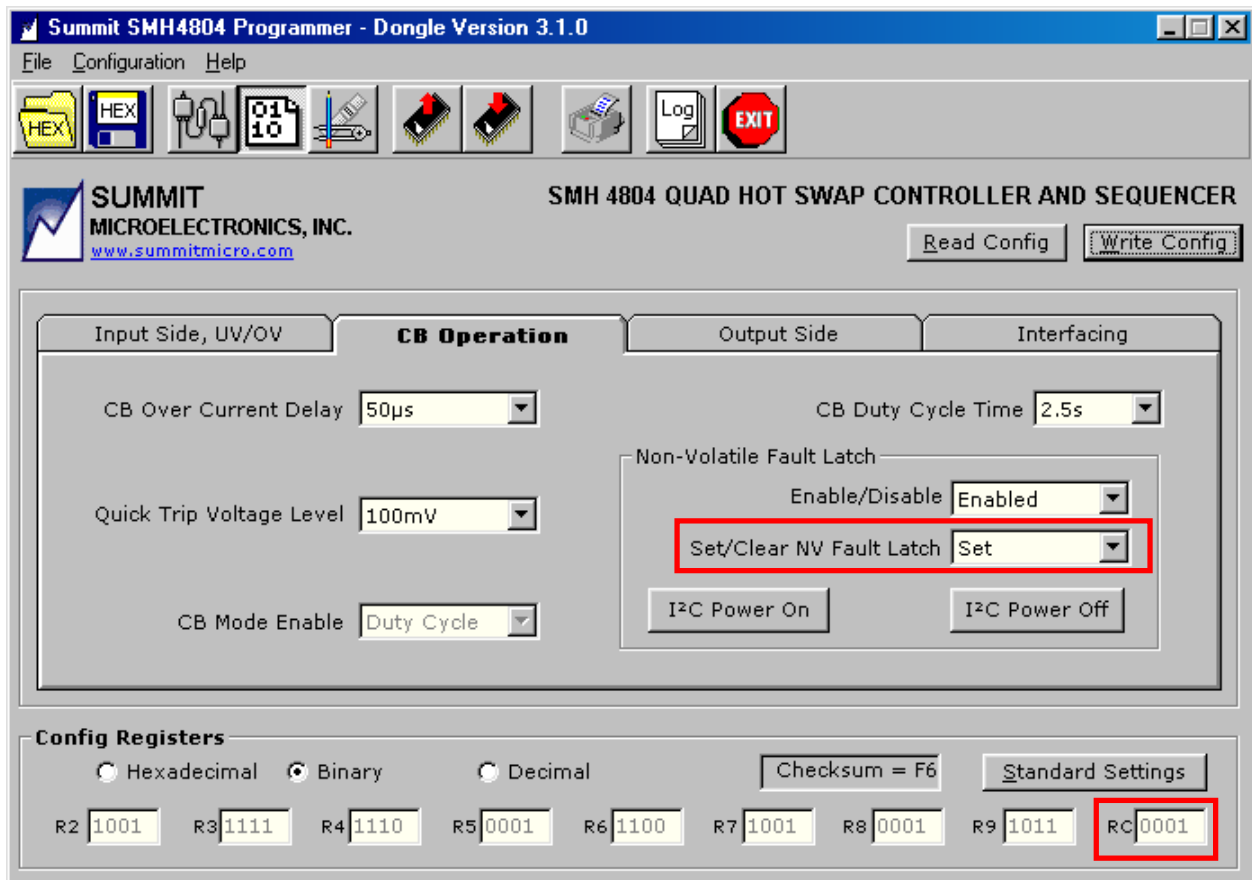 Summit SMH4804 Programmer - Dongle Version 3.1.0
File Configuration Help
HEX HEX 01 10 Log EXIT
SUMMIT
MICROELECTRONICS, INC.
www.summitmicro.com
SMH 4804 QUAD HOT SWAP CONTROLLER AND SEQUENCER
Read Config Write Config
Input Side, UV/OV CB Operation Output Side Interfacing
CB Over Current Delay 50µs
CB Duty Cycle Time 2.5s
Non-Volatile Fault Latch
Enable/Disable Enabled
Quick Trip Voltage Level 100mV
Set/Clear NV Fault Latch Set
I²C Power On I²C Power Off
CB Mode Enable Duty Cycle
Config Registers
Hexadecimal Binary Decimal Checksum = F6 Standard Settings
R2 1001 R3 1111 R4 1110 R5 0001 R6 1100 R7 1001 R8 0001 R9 1011 RC 0001